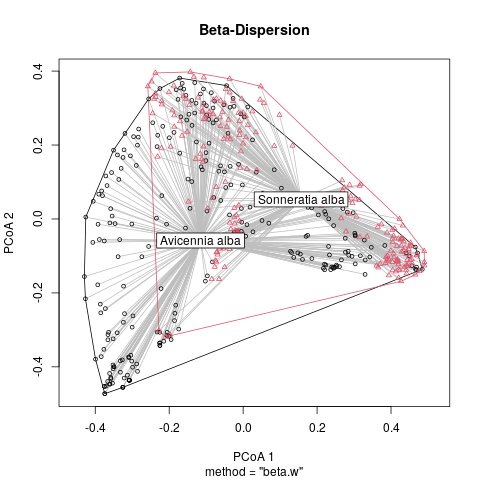 Beta-Dispersion
PCoA 2
0.4
0.2
0.0
-0.2
-0.4
Sonneratia alba
Avicennia alba
-0.4 -0.2 0.0 0.2 0.4
PCoA 1
method = "beta.w"